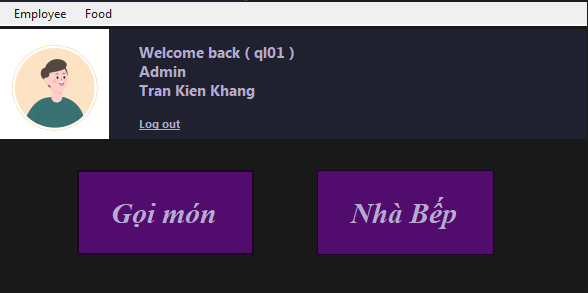 Employee Food
Welcome back ( ql01 )
Admin
Tran Kien Khang
Log out
Gọi món
Nhà Bếp